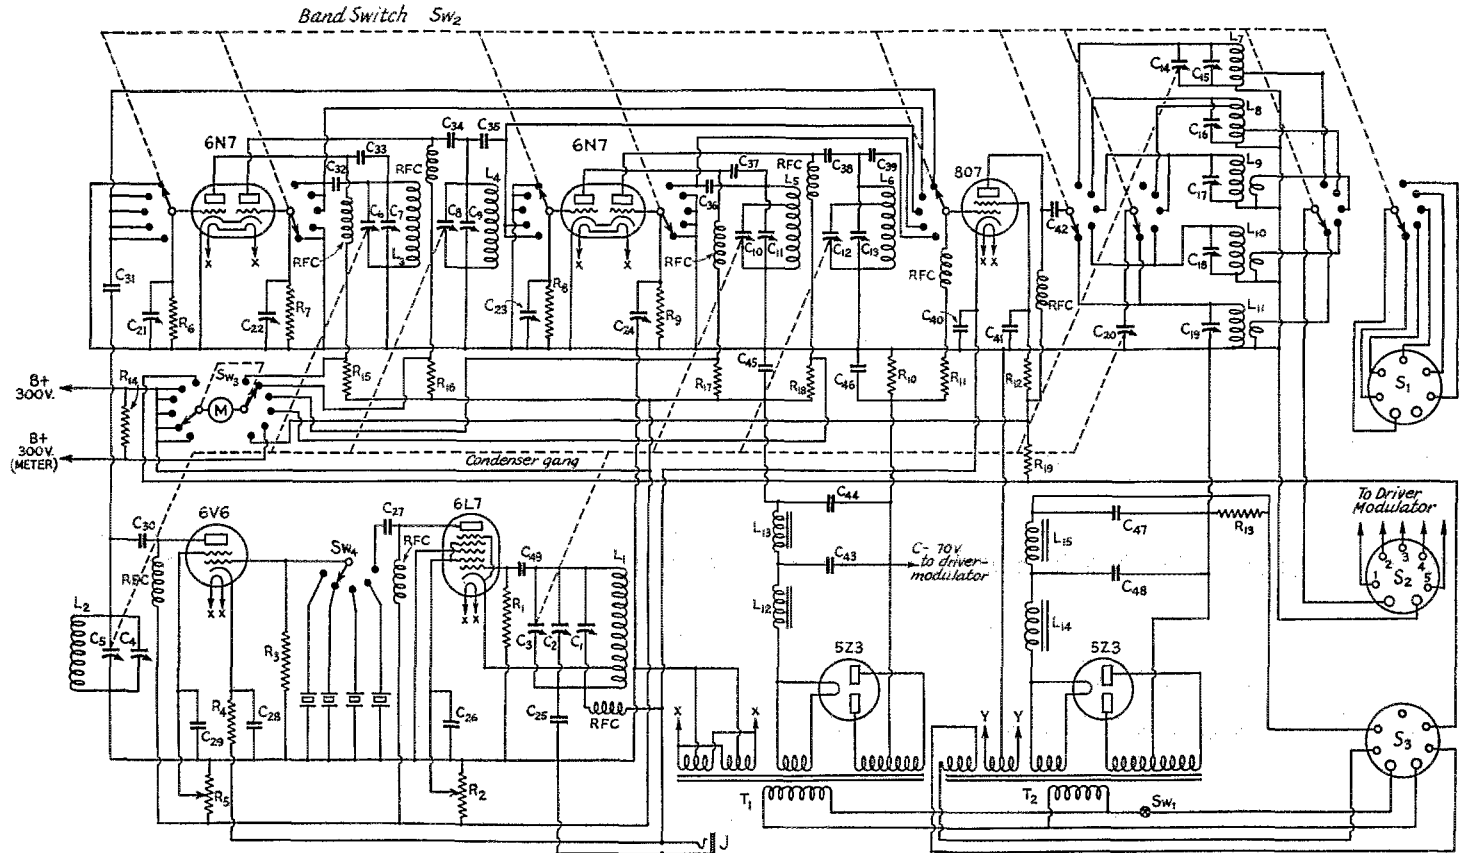 Band Switch Sw2
L7
C14
C15
L8
C16
6N7
C34
C35
6N7
C33
C32
RFC
L4
C37
RFC
C38
C39
807
L9
C17
C36
L5
L6
C6
C7
C8
C9
C10
C11
C12
C13
C42
L10
C18
RFC
L3
RFC
RFC
RFC
X X
X X
X X
C31
C21
R6
C22
R7
C23
R8
C24
R9
C40
C41
C20
C19
L11
B+
300V.
R14
Sw3
M
R15
R16
R17
C45
R18
C46
R10
R11
R12
S1
B+
300V.
(METER)
Condenser gang
R19
C30
6V6
C27
6L7
C44
C47
R13
To Driver
Modulator
Sw4
RFC
C49
L1
L13
C43
C- 70V
to driver-
modulator
L15
C48
1 2 3 4 5
S2
RFC
L2
C5
C4
X X
X X
R3
R1
C3
C2
C1
L12
L14
5Z3
5Z3
R4
C29
C28
C26
C25
RFC
X X
Y Y
S3
R5
R2
T1
T2
Sw1
J